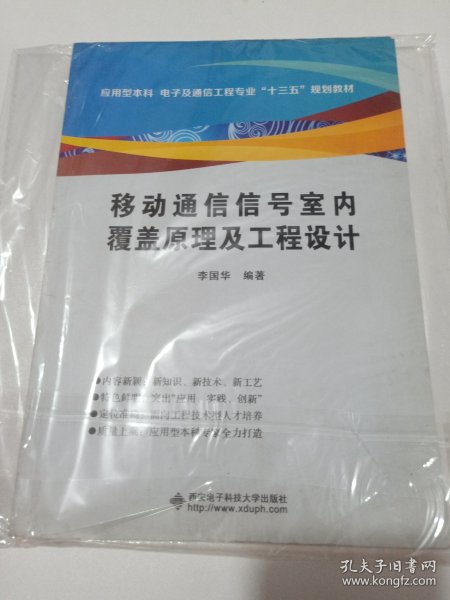 应用型本科 电子及通信工程专业“十三五”规划教材
移动通信信号室内
覆盖原理及工程设计
李国华 编著
●内容新颖：新知识、新技术、新工艺
●特色鲜明：突出“应用、实践、创新”
●定位准确：面向工程技术型人才培养
●质量上乘：应用型本科专家全力打造
西安电子科技大学出版社
http://www.xduph.com
孔夫子旧书网
www.kongfz.com